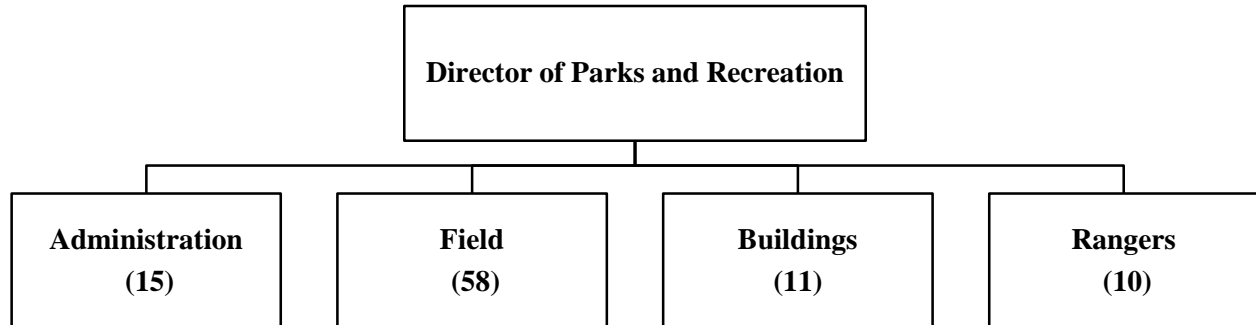 Director of Parks and Recreation
Administration
(15)
Field
(58)
Buildings
(11)
Rangers
(10)